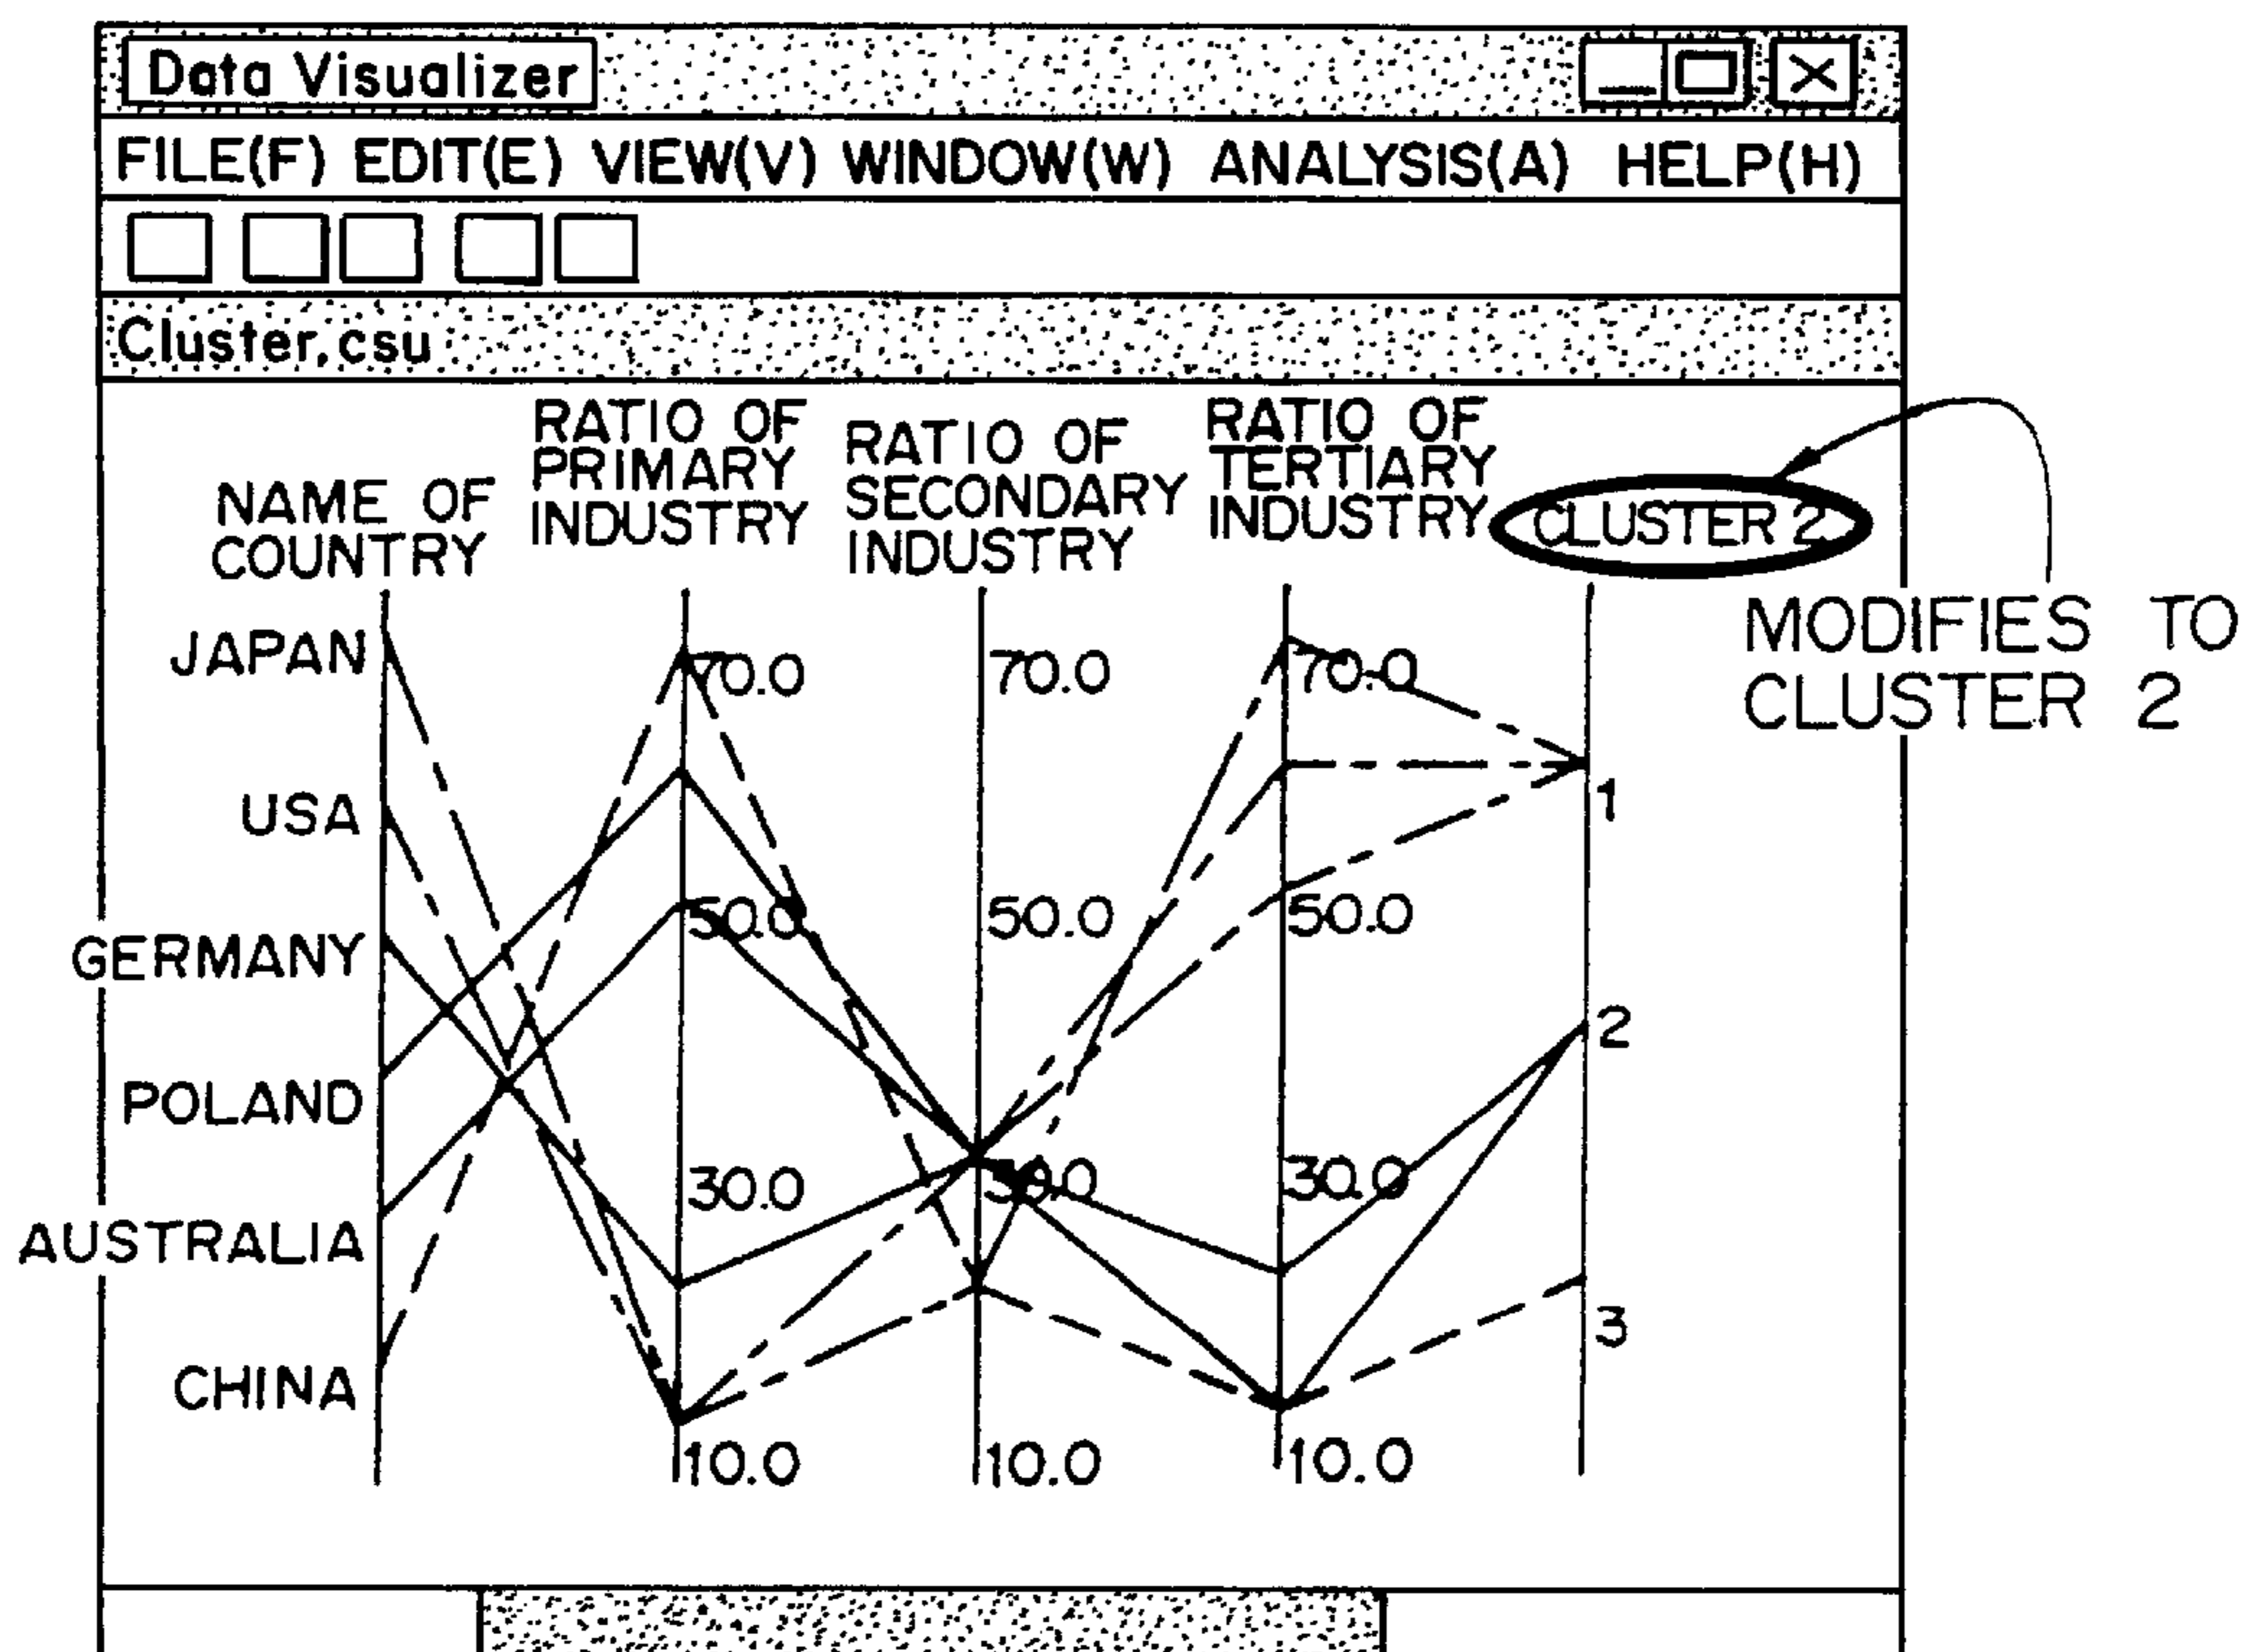 Data Visualizer
FILE(F) EDIT(E) VIEW(V) WINDOW(W) ANALYSIS(A) HELP(H)
Cluster.csu
NAME OF
COUNTRY
RATIO OF
PRIMARY
INDUSTRY
RATIO OF
SECONDARY
INDUSTRY
RATIO OF
TERTIARY
INDUSTRY
CLUSTER 2
MODIFIES TO
CLUSTER 2
JAPAN
USA
GERMANY
POLAND
AUSTRALIA
CHINA
70.0
50.0
30.0
10.0
70.0
50.0
30.0
10.0
70.0
50.0
30.0
10.0
1
2
3